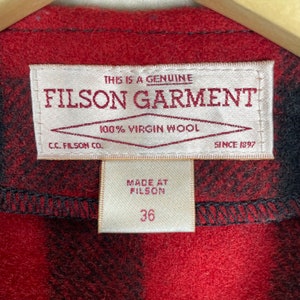 THIS IS A GENUINE
FILSON GARMENT
100% VIRGIN WOOL
C.C. FILSON CO. SINCE 1897
MADE AT
FILSON
36